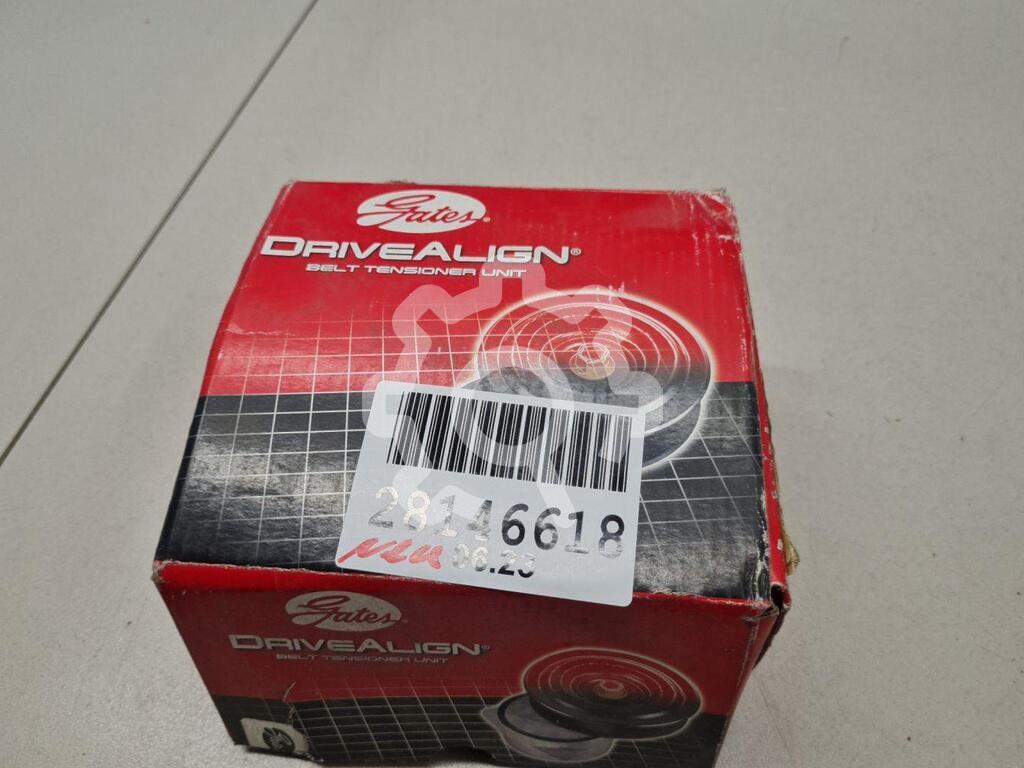 Gates®
DRIVEALIGN®
BELT TENSIONER UNIT
28146618
06.23
Gates
DRIVEALIGN®
BELT TENSIONER UNIT